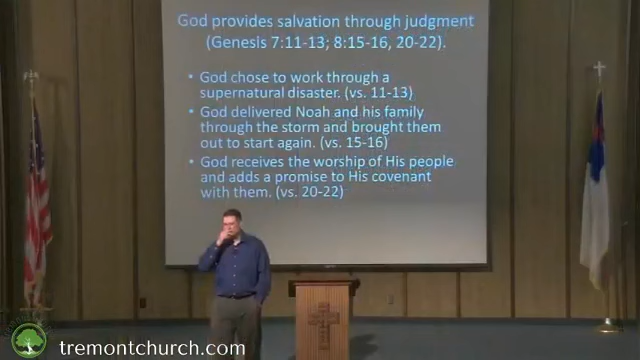 God provides salvation through judgment
(Genesis 7:11-13; 8:15-16, 20-22).
• God chose to work through a
supernatural disaster. (vs. 11-13)
• God delivered Noah and his family
through the storm and brought them
out to start again. (vs. 15-16)
• God receives the worship of His people
and adds a promise to His covenant
with them. (vs. 20-22)
tremontchurch.com